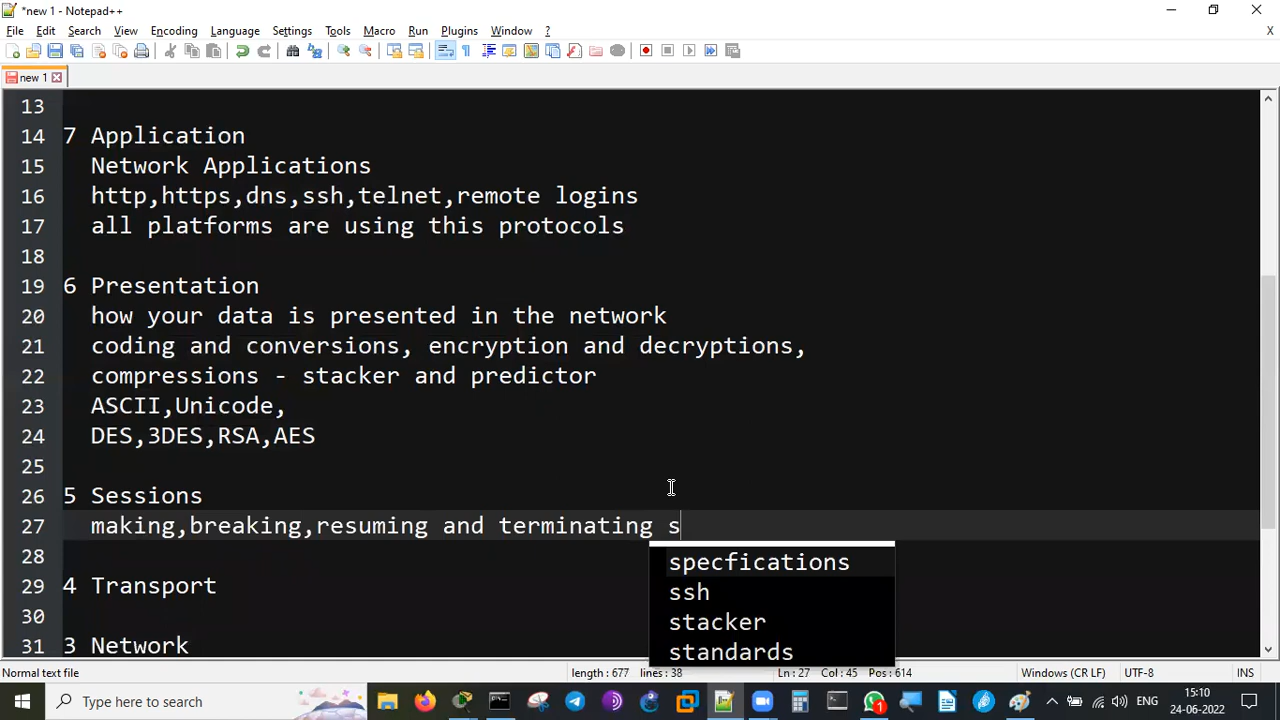 *new 1 - Notepad++
File Edit Search View Encoding Language Settings Tools Macro Run Plugins Window ? X
new 1
13
14 7 Application
15 Network Applications
16 http,https,dns,ssh,telnet,remote logins
17 all platforms are using this protocols
18
19 6 Presentation
20 how your data is presented in the network
21 coding and conversions, encryption and decryptions,
22 compressions - stacker and predictor
23 ASCII,Unicode,
24 DES,3DES,RSA,AES
25
26 5 Sessions
27 making,breaking,resuming and terminating s
28 specfications
29 4 Transport ssh
30 stacker
31 3 Network standards
Normal text file length : 677 lines : 38 Ln : 27 Col : 45 Pos : 614 Windows (CR LF) UTF-8 INS
Type here to search 1 ENG 15:10
24-06-2022